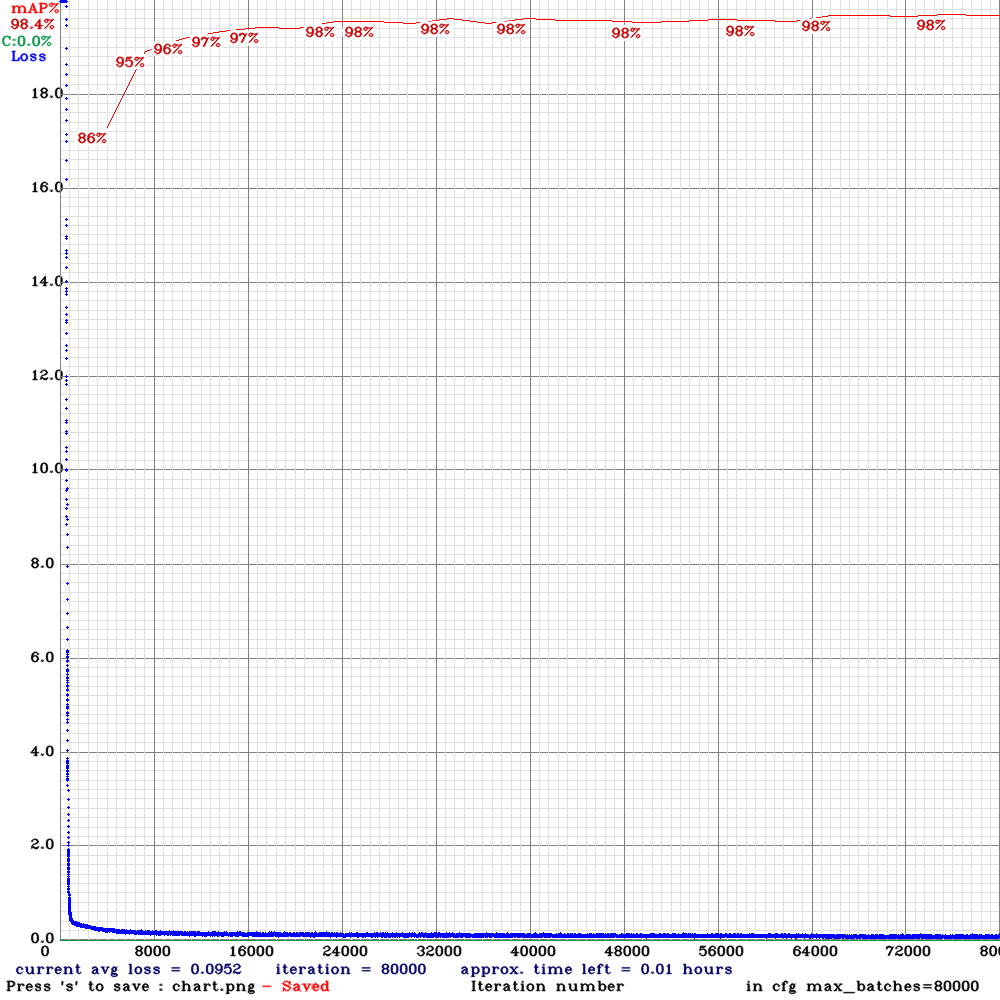 mAP%
98.4%
C:0.0%
Loss
98% 98% 98% 98% 98% 98% 98% 98%
97% 97%
96%
95%
86%
18.0
16.0
14.0
12.0
10.0
8.0
6.0
4.0
2.0
0.0
0 8000 16000 24000 32000 40000 48000 56000 64000 72000 800
current avg loss = 0.0952 iteration = 80000 approx. time left = 0.01 hours
Press 's' to save : chart.png - Saved Iteration number in cfg max_batches=80000